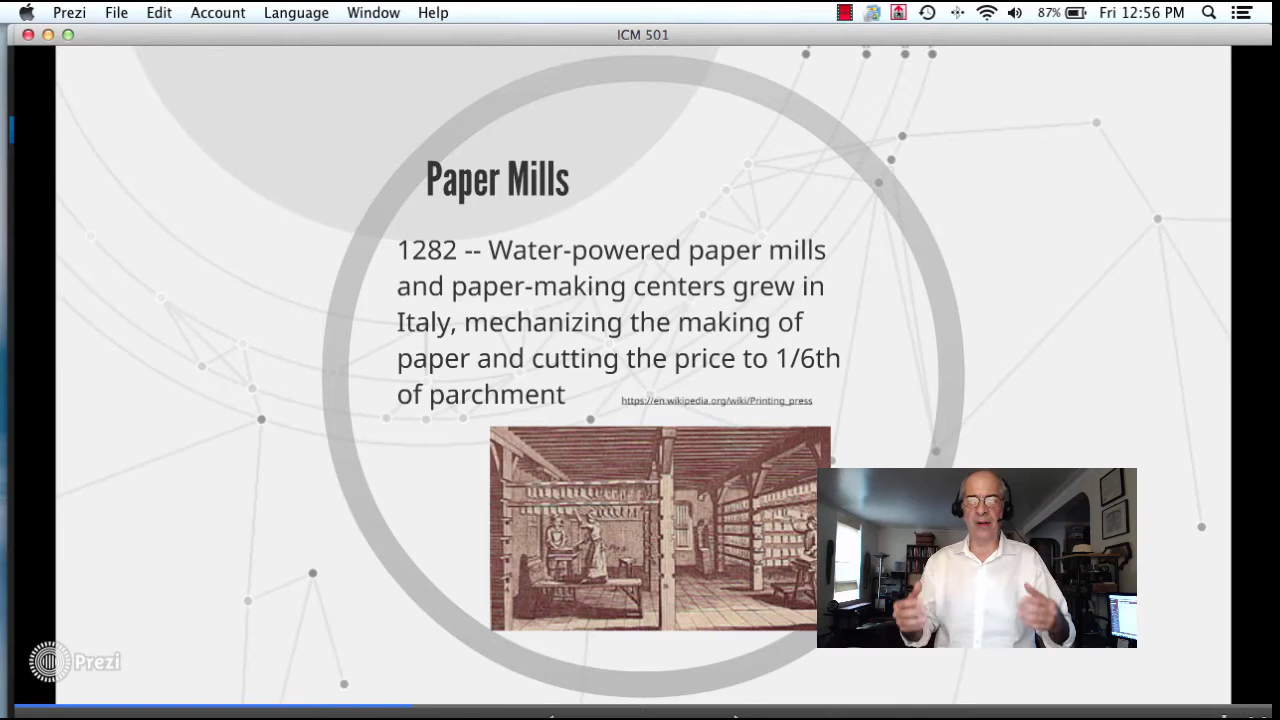 Prezi File Edit Account Language Window Help 87% Fri 12:56 PM
ICM 501
Paper Mills
1282 -- Water-powered paper mills
and paper-making centers grew in
Italy, mechanizing the making of
paper and cutting the price to 1/6th
of parchment https://en.wikipedia.org/wiki/Printing_press
Prezi